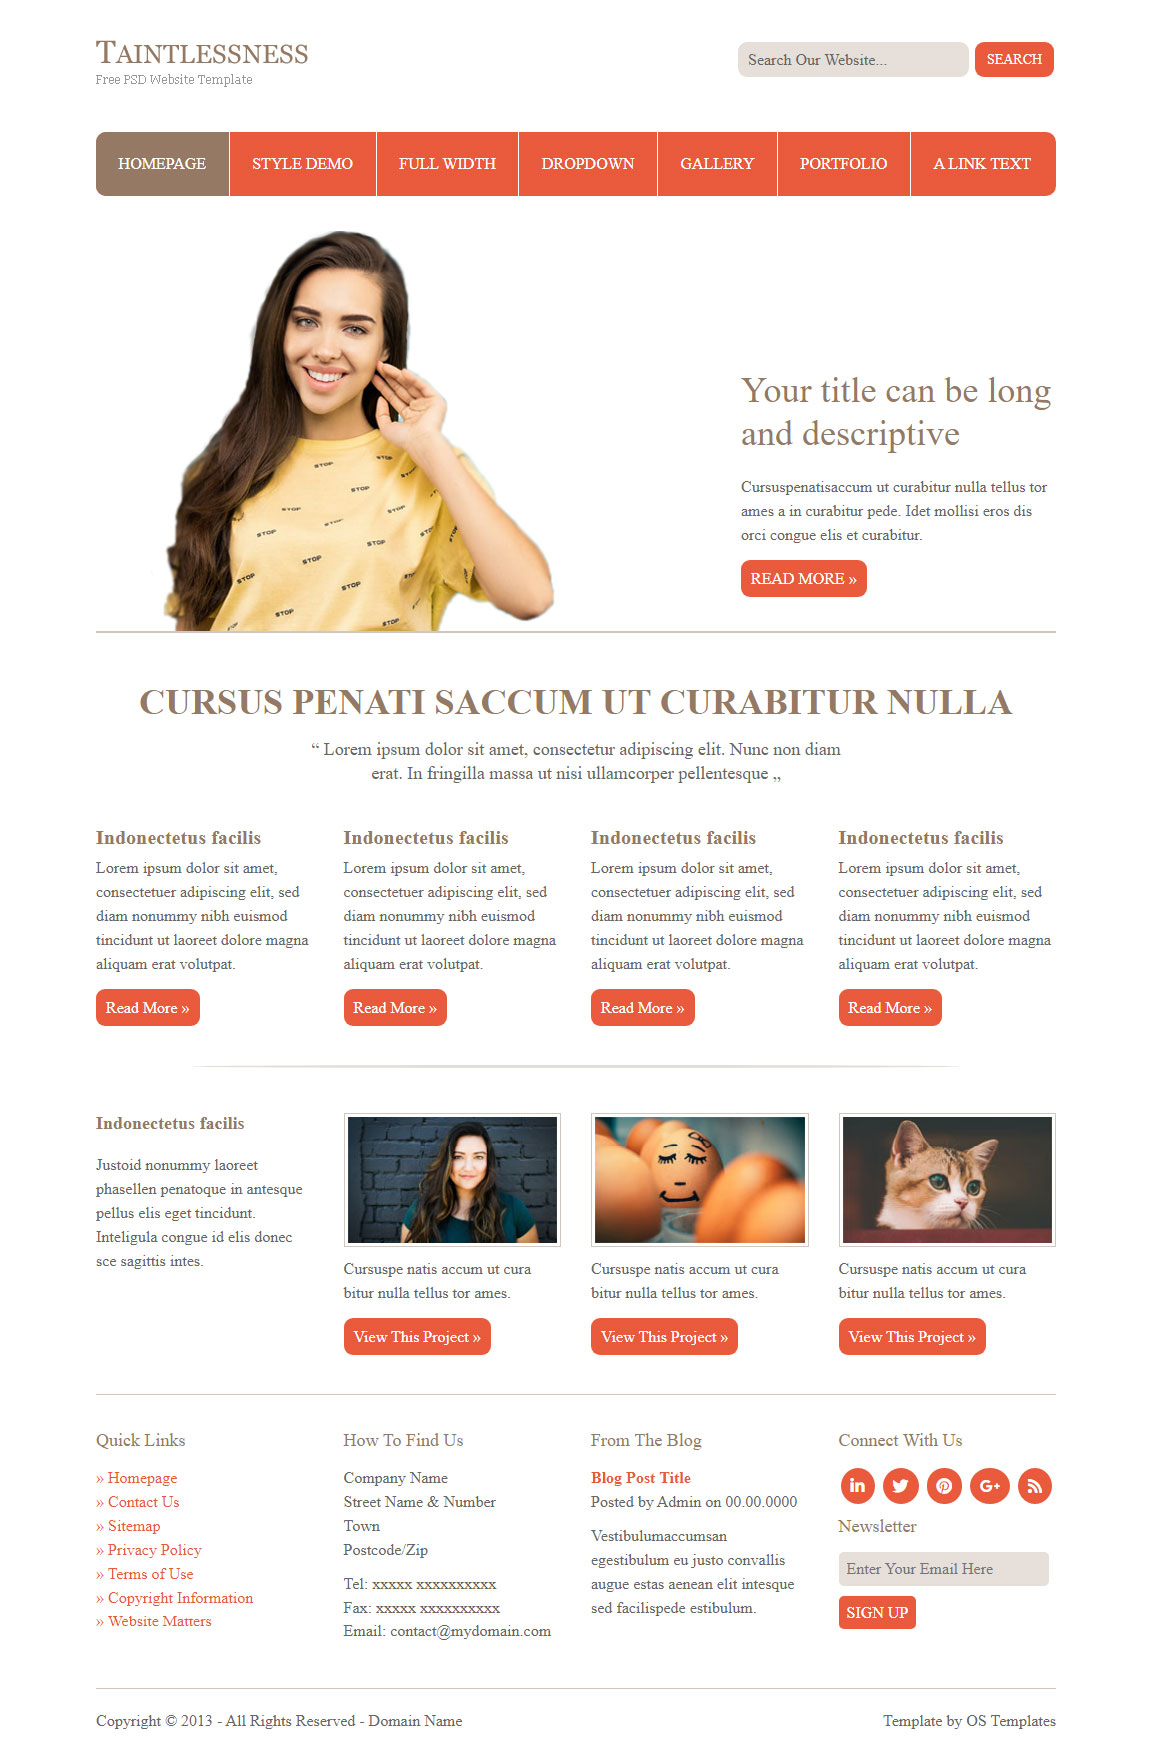 TAINTLESSNESS
Free PSD Website Template
Search Our Website...
SEARCH
HOMEPAGE
STYLE DEMO
FULL WIDTH
DROPDOWN
GALLERY
PORTFOLIO
A LINK TEXT
STOP
STOP
STOP
STOP
STOP
STOP
STOP
STOP
STOP
STOP
STOP
STOP
STOP
Your title can be long
and descriptive
Cursuspenatisaccum ut curabitur nulla tellus tor
ames a in curabitur pede. Idet mollisi eros dis
orci congue elis et curabitur.
READ MORE »
CURSUS PENATI SACCUM UT CURABITUR NULLA
“ Lorem ipsum dolor sit amet, consectetur adipiscing elit. Nunc non diam
erat. In fringilla massa ut nisi ullamcorper pellentesque „
Indonectetus facilis
Lorem ipsum dolor sit amet,
consectetuer adipiscing elit, sed
diam nonummy nibh euismod
tincidunt ut laoreet dolore magna
aliquam erat volutpat.
Read More »
Indonectetus facilis
Lorem ipsum dolor sit amet,
consectetuer adipiscing elit, sed
diam nonummy nibh euismod
tincidunt ut laoreet dolore magna
aliquam erat volutpat.
Read More »
Indonectetus facilis
Lorem ipsum dolor sit amet,
consectetuer adipiscing elit, sed
diam nonummy nibh euismod
tincidunt ut laoreet dolore magna
aliquam erat volutpat.
Read More »
Indonectetus facilis
Lorem ipsum dolor sit amet,
consectetuer adipiscing elit, sed
diam nonummy nibh euismod
tincidunt ut laoreet dolore magna
aliquam erat volutpat.
Read More »
Indonectetus facilis
Justoid nonummy laoreet
phasellen penatoque in antesque
pellus elis eget tincidunt.
Inteligula congue id elis donec
sce sagittis intes.
Cursuspe natis accum ut cura
bitur nulla tellus tor ames.
View This Project »
Cursuspe natis accum ut cura
bitur nulla tellus tor ames.
View This Project »
Cursuspe natis accum ut cura
bitur nulla tellus tor ames.
View This Project »
Quick Links
» Homepage
» Contact Us
» Sitemap
» Privacy Policy
» Terms of Use
» Copyright Information
» Website Matters
How To Find Us
Company Name
Street Name & Number
Town
Postcode/Zip
Tel: xxxxx xxxxxxxxxx
Fax: xxxxx xxxxxxxxxx
Email: contact@mydomain.com
From The Blog
Blog Post Title
Posted by Admin on 00.00.0000
Vestibulumaccumsan
egestibulum eu justo convallis
augue estas aenean elit intesque
sed facilispede estibulum.
Connect With Us
in
G+
Newsletter
Enter Your Email Here
SIGN UP
Copyright © 2013 - All Rights Reserved - Domain Name
Template by OS Templates